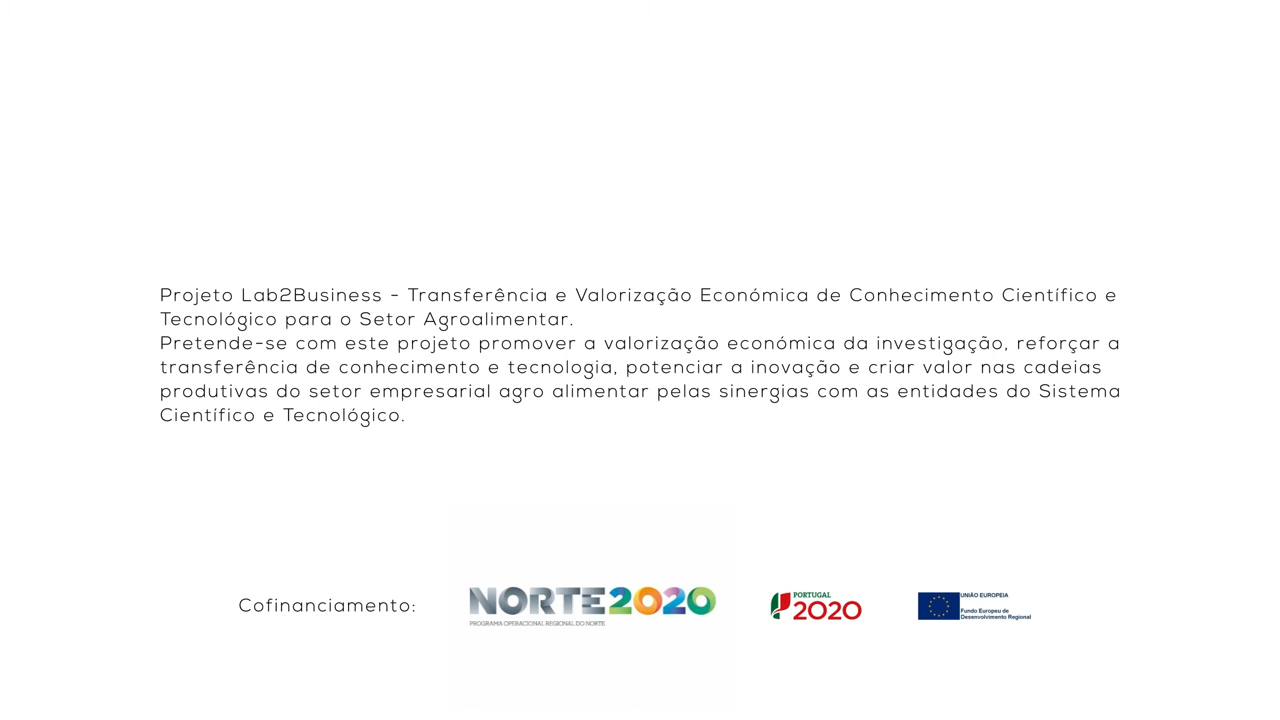 Projeto Lab2Business - Transferência e Valorização Económica de Conhecimento Científico e
Tecnológico para o Setor Agroalimentar.
Pretende-se com este projeto promover a valorização económica da investigação, reforçar a
transferência de conhecimento e tecnologia, potenciar a inovação e criar valor nas cadeias
produtivas do setor empresarial agro alimentar pelas sinergias com as entidades do Sistema
Científico e Tecnológico.
Cofinanciamento:
NORTE2020
PROGRAMA OPERACIONAL REGIONAL DO NORTE
PORTUGAL
2020
UNIÃO EUROPEIA
Fundo Europeu de
Desenvolvimento Regional